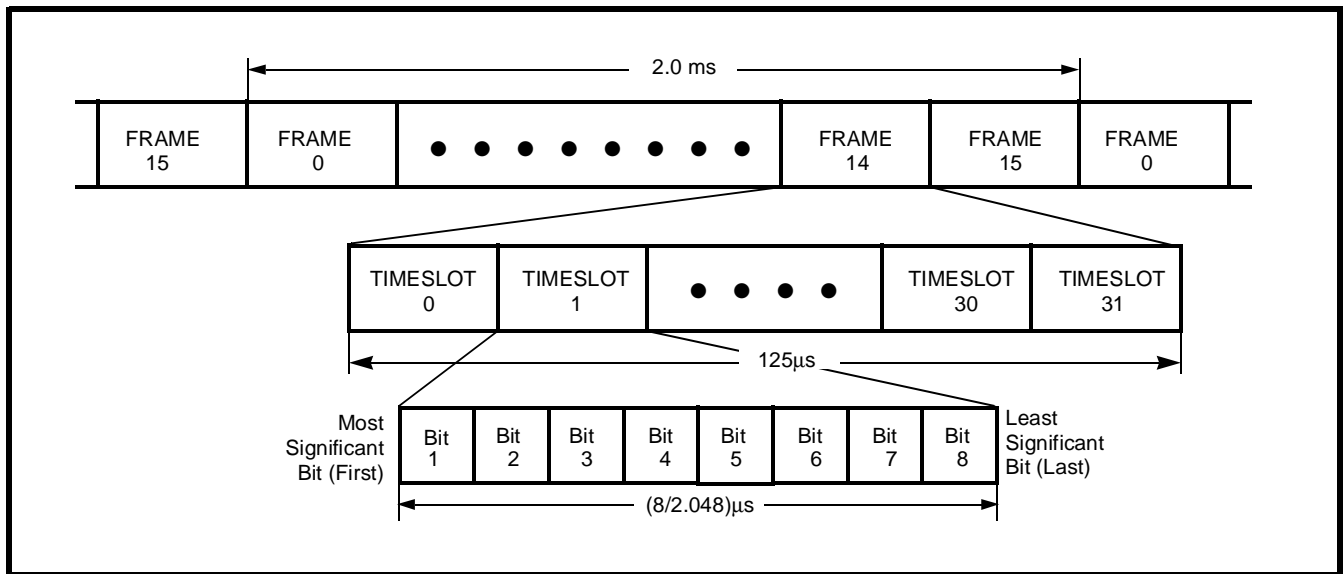 2.0 ms
FRAME 15
FRAME 0
FRAME 14
FRAME 15
FRAME 0
TIMESLOT 0
TIMESLOT 1
TIMESLOT 30
TIMESLOT 31
125μs
Most
Significant
Bit (First)
Bit 1
Bit 2
Bit 3
Bit 4
Bit 5
Bit 6
Bit 7
Bit 8
Least
Significant
Bit (Last)
(8/2.048)μs